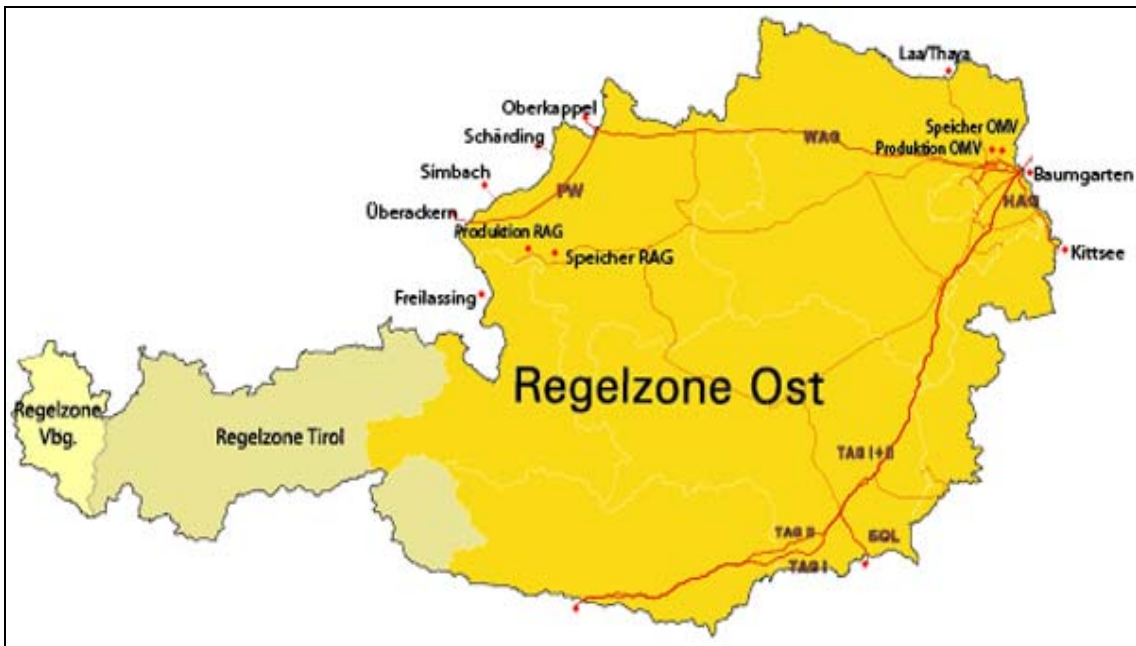 Laa/Thaya
Oberkappel
Schärding
Speicher OMV
WAG
Produktion OMV
Simbach
Baumgarten
PW
HAG
Überackern
Produktion RAG
Speicher RAG
Kittsee
Freilassing
Regelzone Ost
Regelzone
Vbg.
Regelzone Tirol
TAG I+II
TAG II
SOL
TAG I